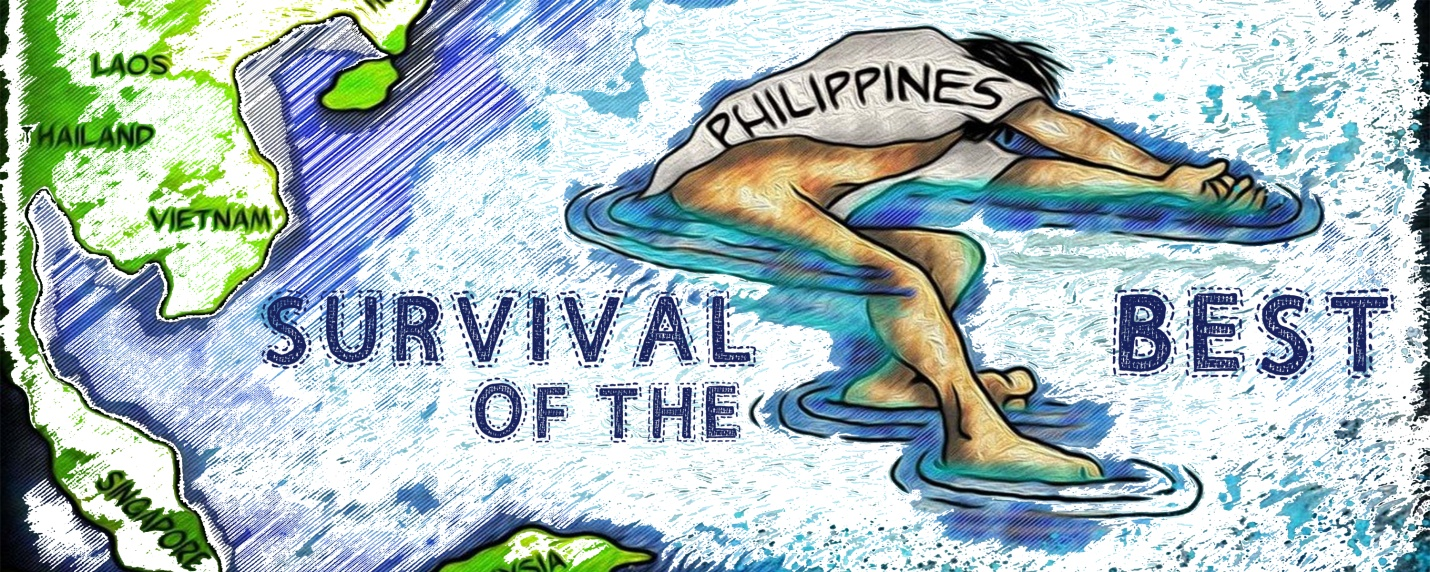 LAOS
PHILIPPINES
THAILAND
VIETNAM
SURVIVAL
OF THE
BEST
SINGAPORE